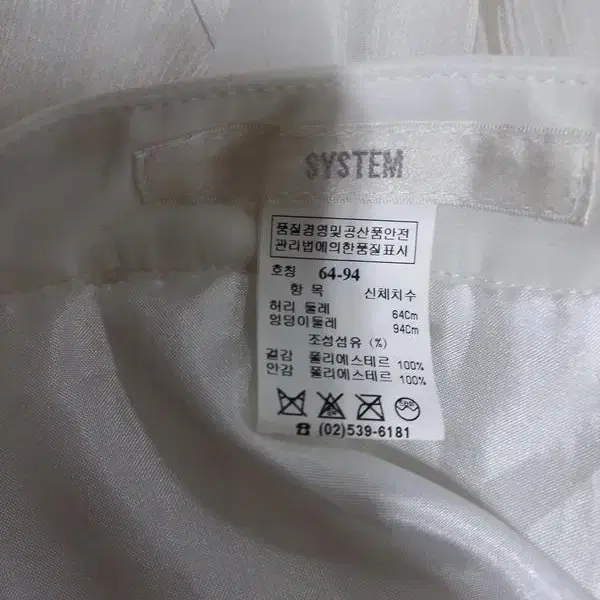 SYSTEM
품질경영및공산품안전
관리법에의한품질표시
호칭 64-94
항 목 신체치수
허리 둘레 64Cm
엉덩이둘레 94Cm
조성섬유 (%)
겉감 폴리에스테르 100%
안감 폴리에스테르 100%
☎ (02)539-6181